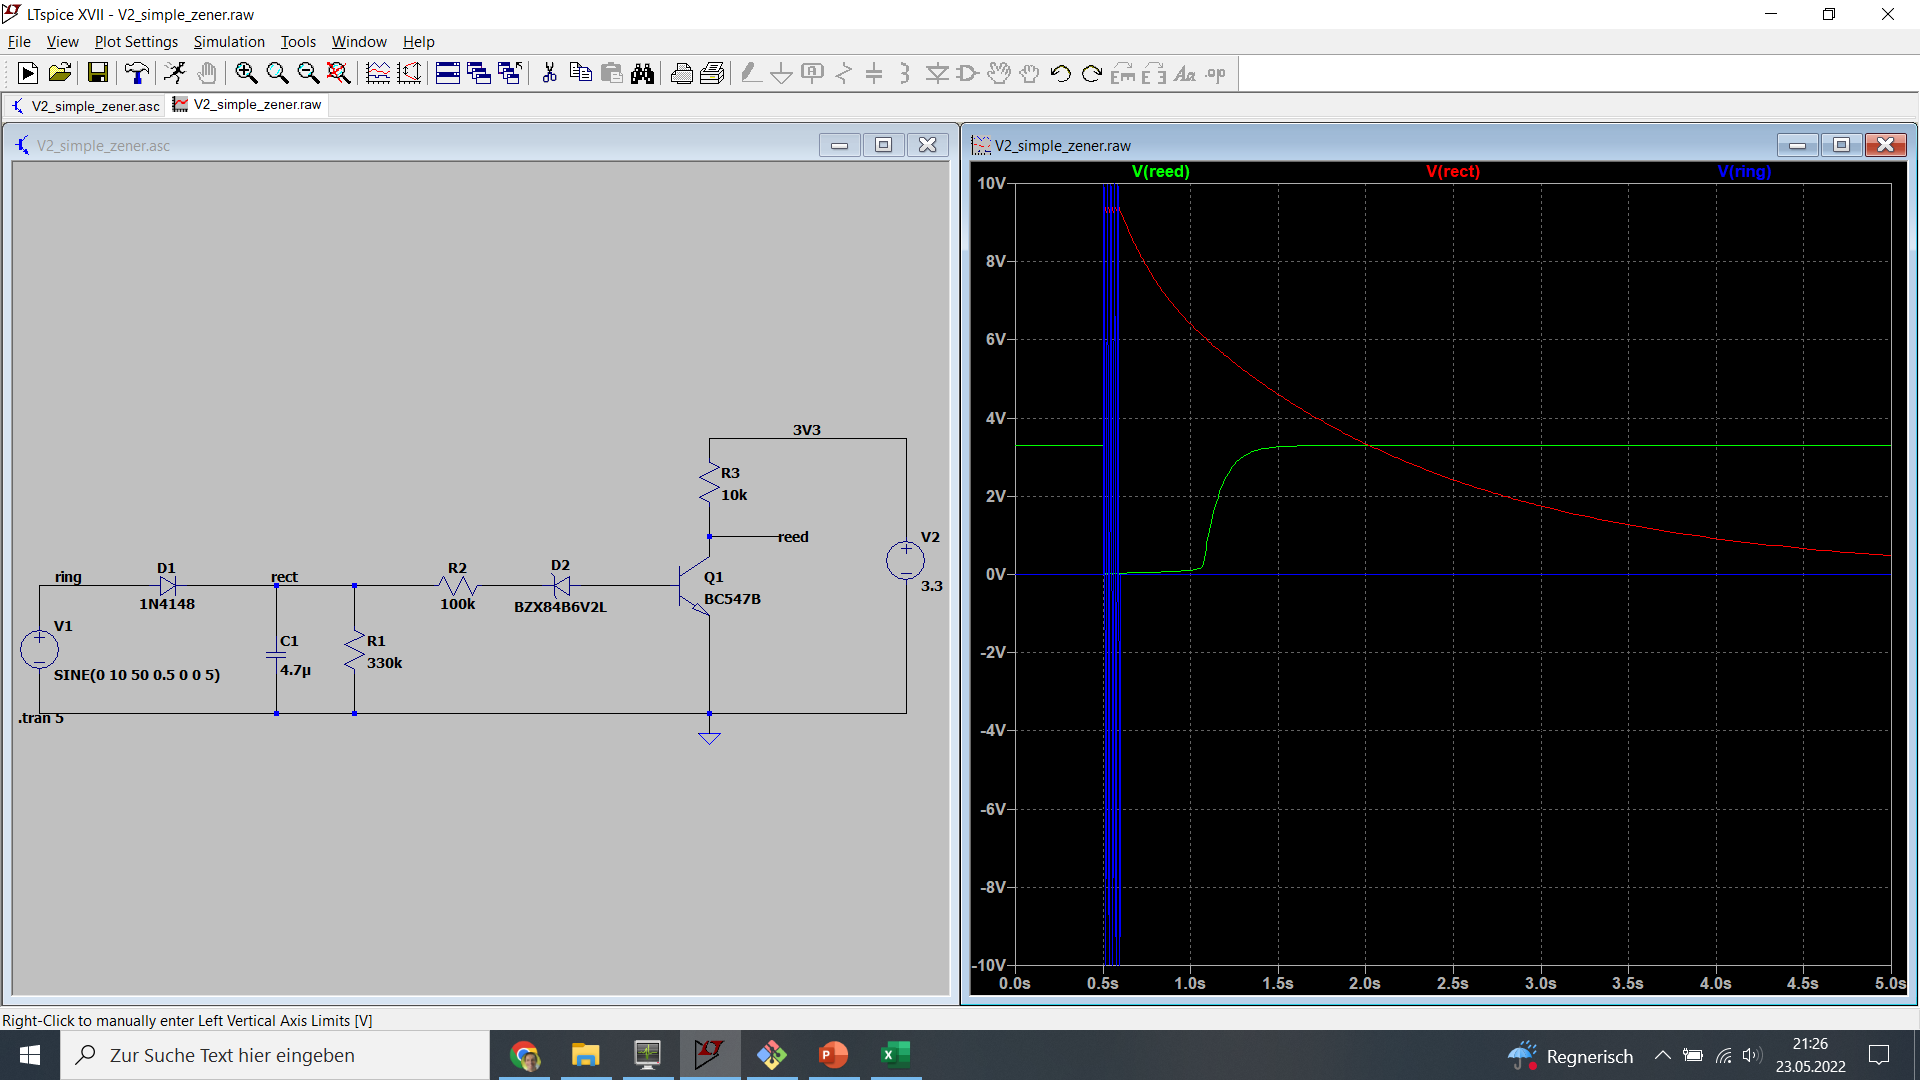 LTspice XVII - V2_simple_zener.raw
File View Plot Settings Simulation Tools Window Help
V2_simple_zener.asc V2_simple_zener.raw
V2_simple_zener.asc
3V3
R3
10k
reed
V2
3.3
ring
D1
1N4148
rect
R2
100k
D2
BZX84B6V2L
Q1
BC547B
V1
SINE(0 10 50 0.5 0 0 5)
C1
4.7µ
R1
330k
.tran 5
V2_simple_zener.raw
V(reed) V(rect) V(ring)
10V
8V
6V
4V
2V
0V
-2V
-4V
-6V
-8V
-10V
0.0s 0.5s 1.0s 1.5s 2.0s 2.5s 3.0s 3.5s 4.0s 4.5s 5.0s
Right-Click to manually enter Left Vertical Axis Limits [V]
Zur Suche Text hier eingeben
Regnerisch
21:26
23.05.2022